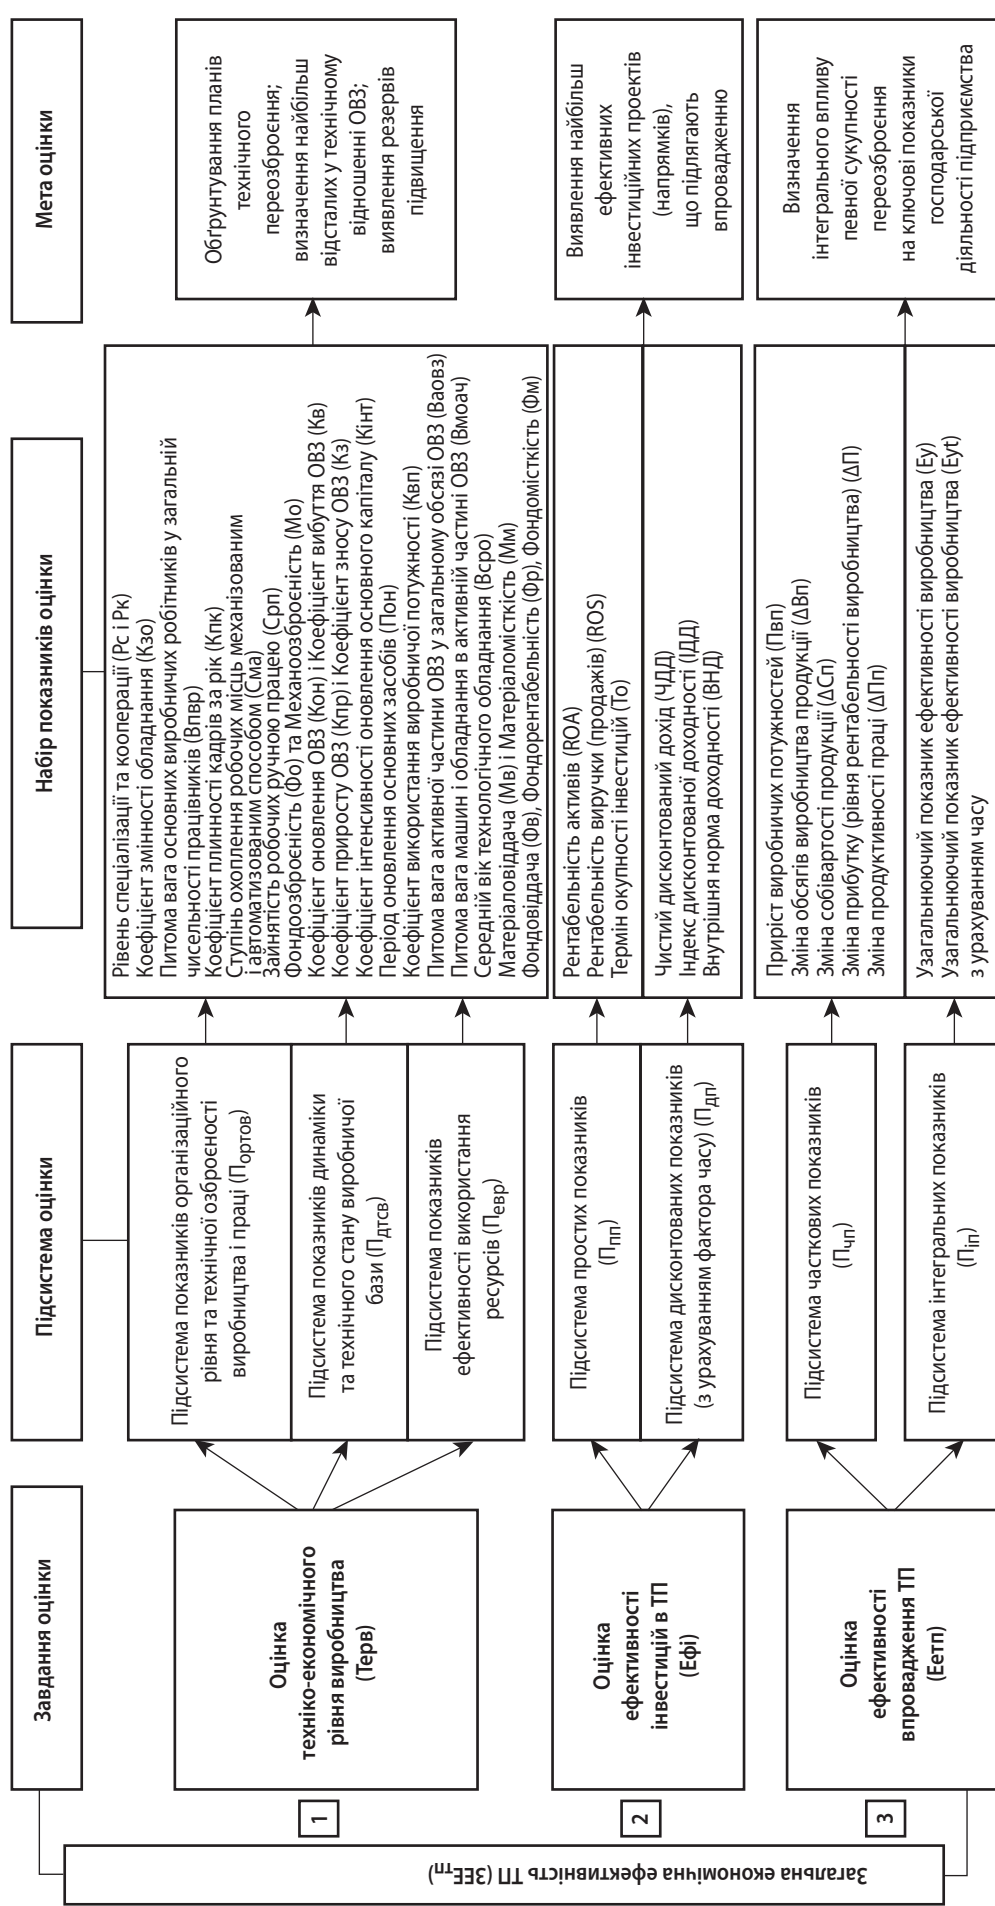 Завдання оцінки
Підсистема оцінки
Набір показників оцінки
Мета оцінки
Загальна економічна ефективність ТП (ЗЕЕтп)
1
Оцінка
техніко-економічного
рівня виробництва
(Терв)
Підсистема показників організаційного
рівня та технічної озброєності
виробництва і праці (Портов)
Підсистема показників динаміки
та технічного стану виробничої
бази (Пдтсв)
Підсистема показників
ефективності використання
ресурсів (Певр)
Рівень спеціалізації та кооперації (Рс і Рк)
Коефіцієнт змінності обладнання (Кзо)
Питома вага основних виробничих робітників у загальній
чисельності працівників (Впвр)
Коефіцієнт плинності кадрів за рік (Кпк)
Ступінь охоплення робочих місць механізованим
і автоматизованим способом (Сма)
Зайнятість робочих ручною працею (Српп)
Фондоозброєність (Фо) та Механоозброєність (Мо)
Коефіцієнт оновлення ОВЗ (Кон) і Коефіцієнт вибуття ОВЗ (Кв)
Коефіцієнт приросту ОВЗ (Кпр) і Коефіцієнт зносу ОВЗ (Кз)
Коефіцієнт інтенсивності оновлення основного капіталу (Кінт)
Період оновлення основних засобів (Пон)
Коефіцієнт використання виробничої потужності (Квп)
Питома вага активної частини ОВЗ у загальному обсязі ОВЗ (Ваовз)
Питома вага машин і обладнання в активній частині ОВЗ (Вмоач)
Середній вік технологічного обладнання (Всро)
Матеріаловіддача (Мв) і Матеріаломісткість (Мм)
Фондовіддача (Фв), Фондорентабельність (Фр), Фондомісткість (Фм)
Обґрунтування планів
технічного
переозброєння;
визначення найбільш
відсталих у технічному
відношенні ОВЗ;
виявлення резервів
підвищення
2
Оцінка
ефективності
інвестицій в ТП
(Ефі)
Підсистема простих показників
(Ппп)
Підсистема дисконтованих показників
(з урахуванням фактора часу) (Пдп)
Рентабельність активів (ROA)
Рентабельність виручки (продажів) (ROS)
Термін окупності інвестицій (То)
Чистий дисконтований дохід (ЧДД)
Індекс дисконтованої доходності (ІДД)
Внутрішня норма доходності (ВНД)
Виявлення найбільш
ефективних
інвестиційних проектів
(напрямків),
що підлягають
впровадженню
3
Оцінка
ефективності
впровадження ТП
(Еетп)
Підсистема часткових показників
(Пчп)
Підсистема інтегральних показників
(Піп)
Приріст виробничих потужностей (Пвп)
Зміна обсягів виробництва продукції (ΔВп)
Зміна собівартості продукції (ΔСп)
Зміна прибутку (рівня рентабельності виробництва) (ΔП)
Зміна продуктивності праці (ΔПп)
Узагальнюючий показник ефективності виробництва (Еу)
Узагальнюючий показник ефективності виробництва (Еуt)
з урахуванням часу
Визначення
інтегрального впливу
певної сукупності
переозброєння
на ключові показники
господарської
діяльності підприємства